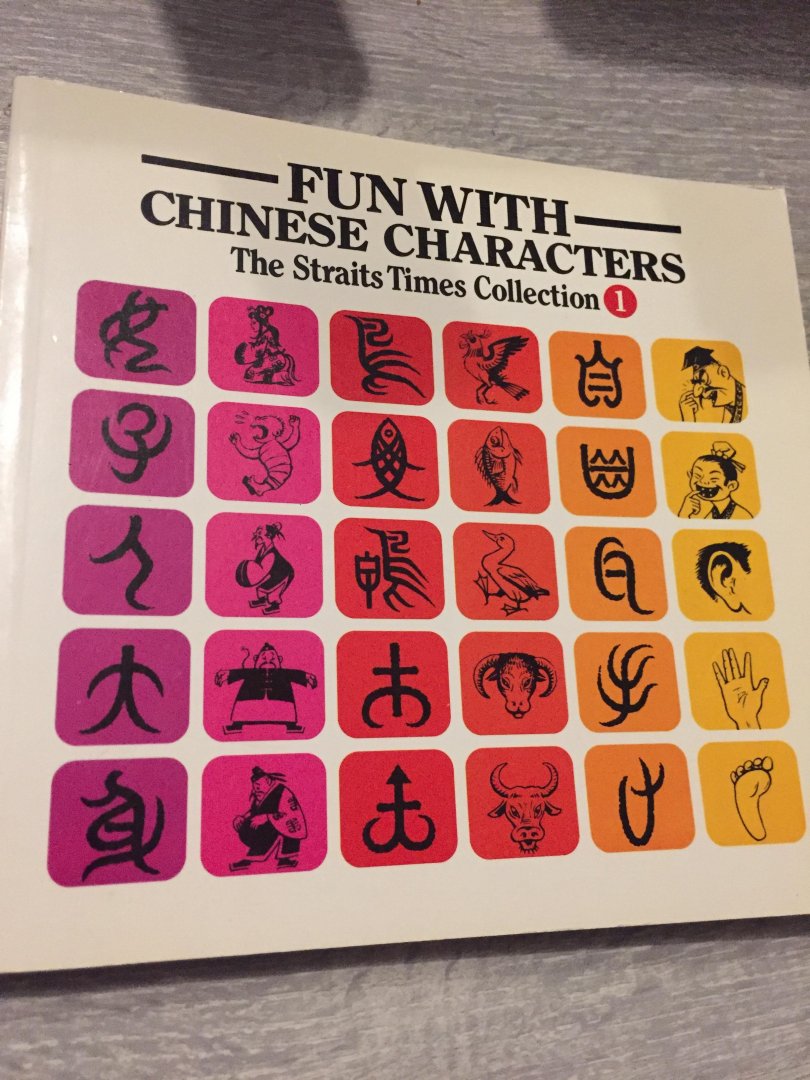 FUN WITH
CHINESE CHARACTERS
The Straits Times Collection 1